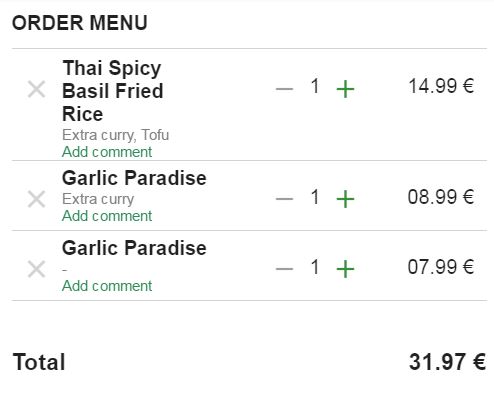 ORDER MENU
Thai Spicy
Basil Fried
Rice
Extra curry, Tofu
Add comment
— 1 + 14.99 €
Garlic Paradise
Extra curry
Add comment
— 1 + 08.99 €
Garlic Paradise
-
Add comment
— 1 + 07.99 €
Total 31.97 €